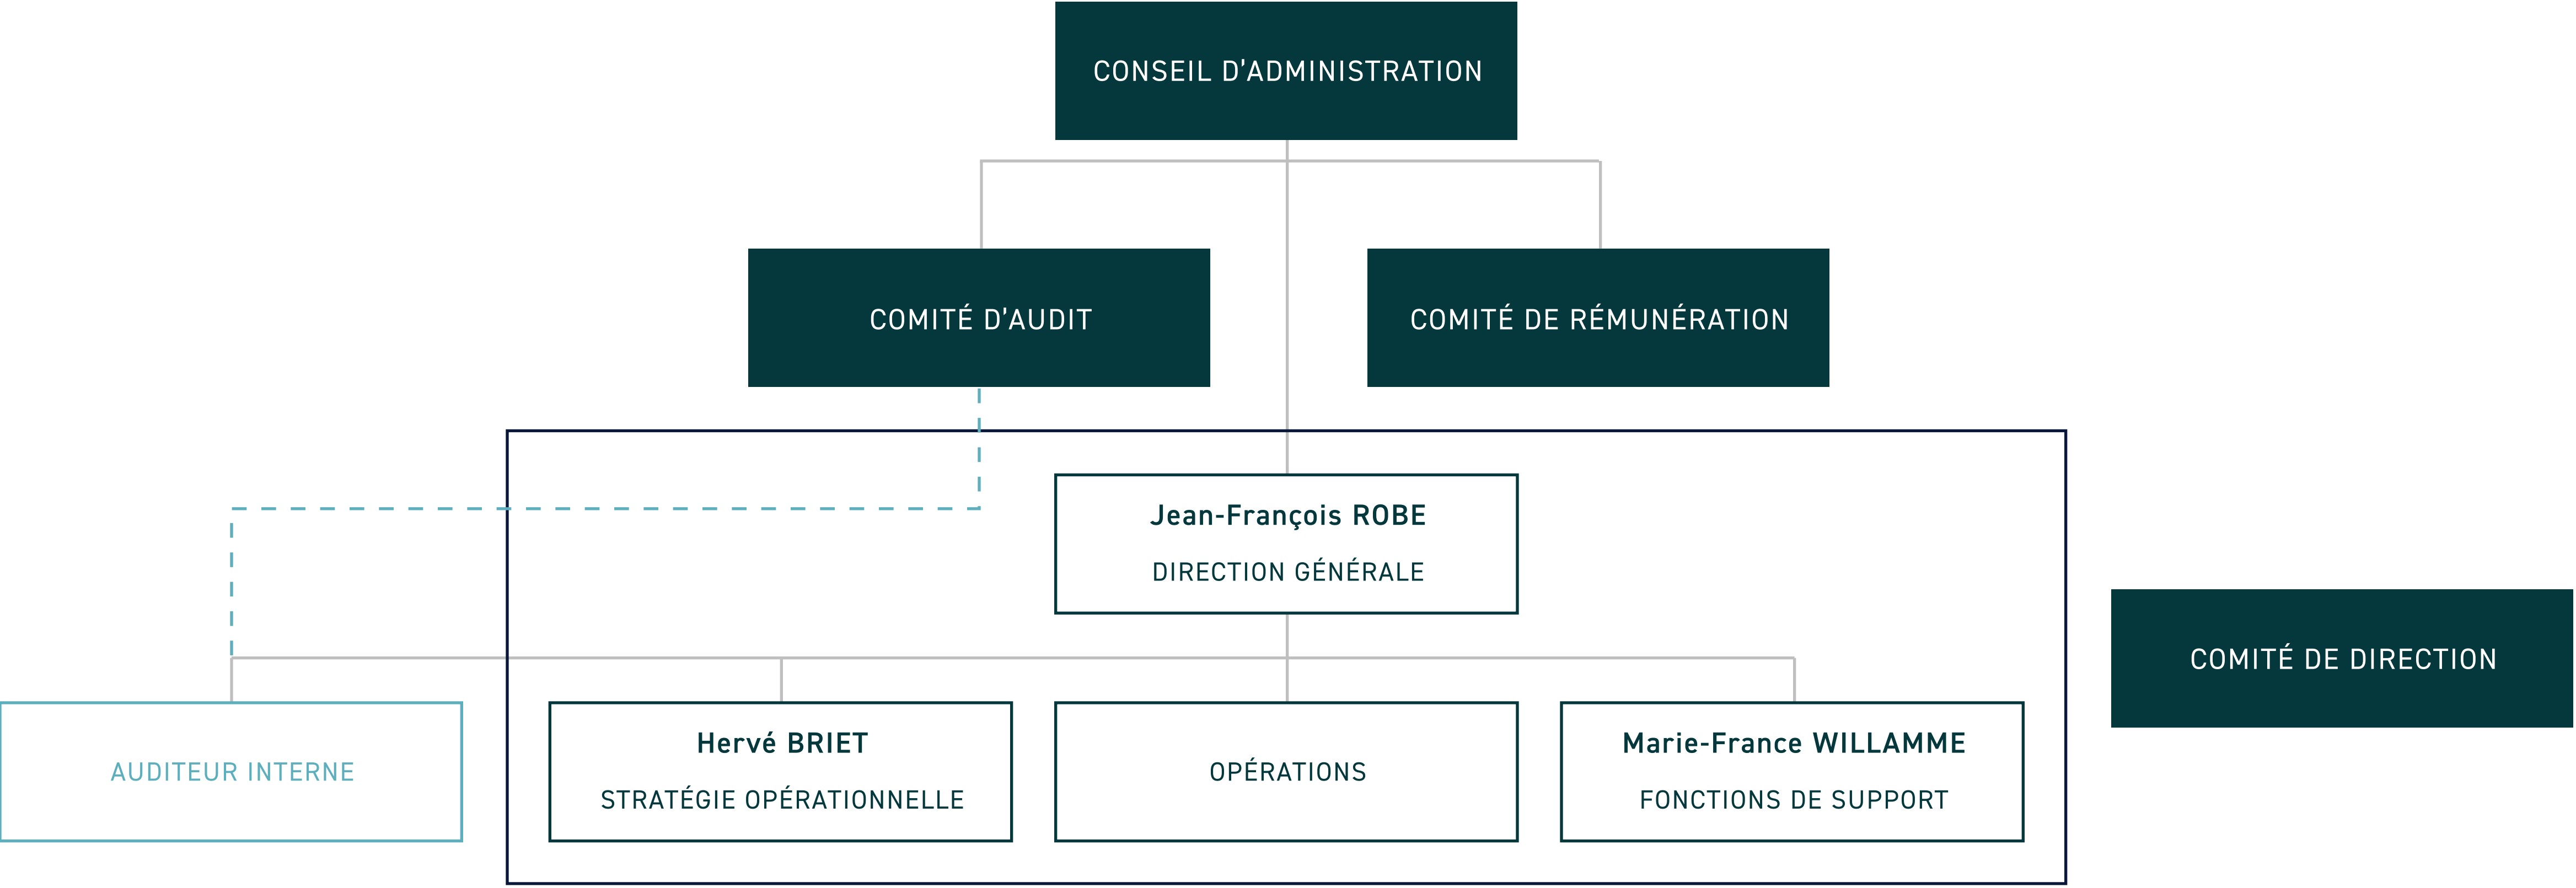 CONSEIL D’ADMINISTRATION
COMITÉ D’AUDIT
COMITÉ DE RÉMUNÉRATION
Jean-François ROBE
DIRECTION GÉNÉRALE
COMITÉ DE DIRECTION
AUDITEUR INTERNE
Hervé BRIET
STRATÉGIE OPÉRATIONNELLE
OPÉRATIONS
Marie-France WILLAMME
FONCTIONS DE SUPPORT